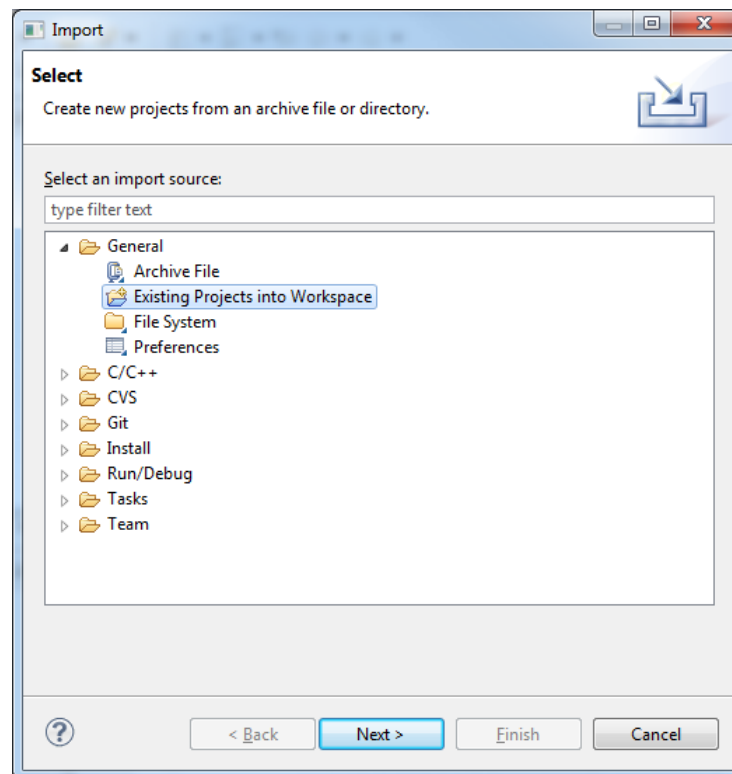 Import
Select
Create new projects from an archive file or directory.
Select an import source:
type filter text
General
Archive File
Existing Projects into Workspace
File System
Preferences
C/C++
CVS
Git
Install
Run/Debug
Tasks
Team
? < Back Next > Finish Cancel